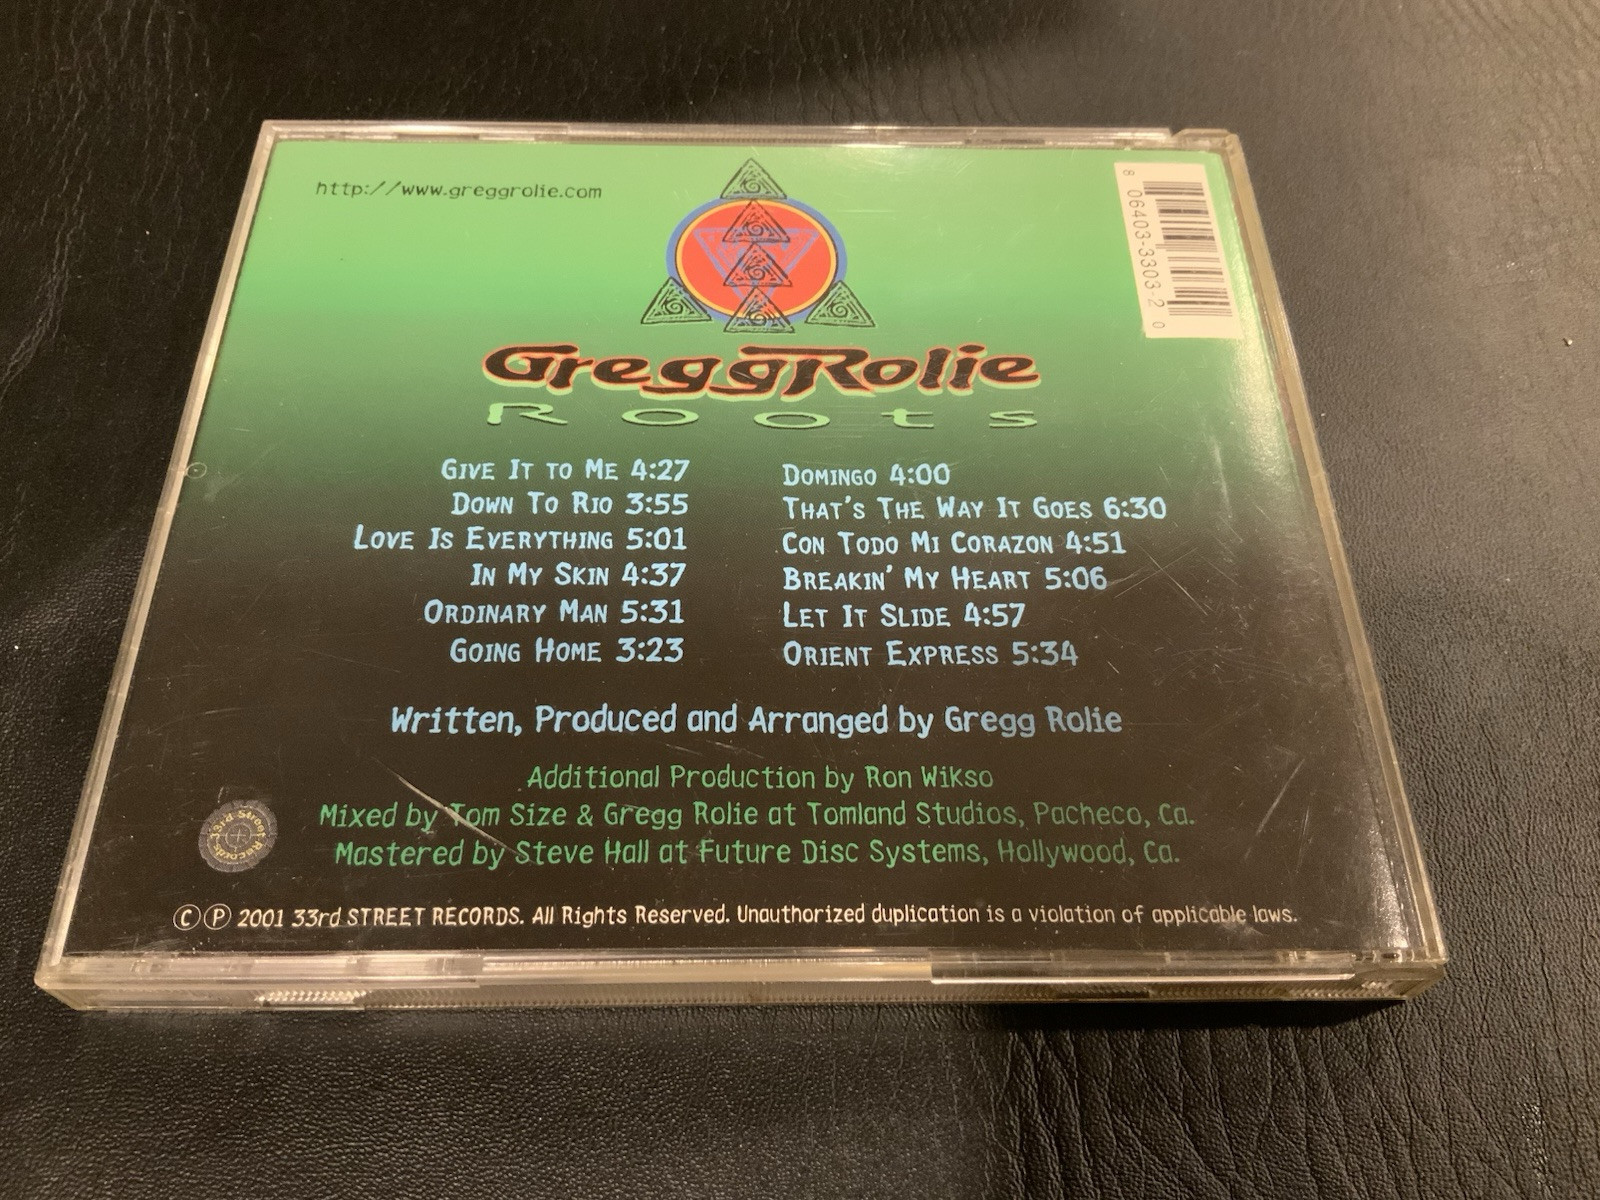 http://www.greggrolie.com
8 06403-3303-2 0
Gregg Rolie
Roots
Give It to Me 4:27
Down To Rio 3:55
Love Is Everything 5:01
In My Skin 4:37
Ordinary Man 5:31
Going Home 3:23
Domingo 4:00
That's The Way It Goes 6:30
Con Todo Mi Corazon 4:51
Breakin' My Heart 5:06
Let It Slide 4:57
Orient Express 5:34
Written, Produced and Arranged by Gregg Rolie
Additional Production by Ron Wikso
Mixed by Tom Size & Gregg Rolie at Tomland Studios, Pacheco, Ca.
Mastered by Steve Hall at Future Disc Systems, Hollywood, Ca.
33rd Street Records
Ⓒ Ⓟ 2001 33rd STREET RECORDS. All Rights Reserved. Unauthorized duplication is a violation of applicable laws.